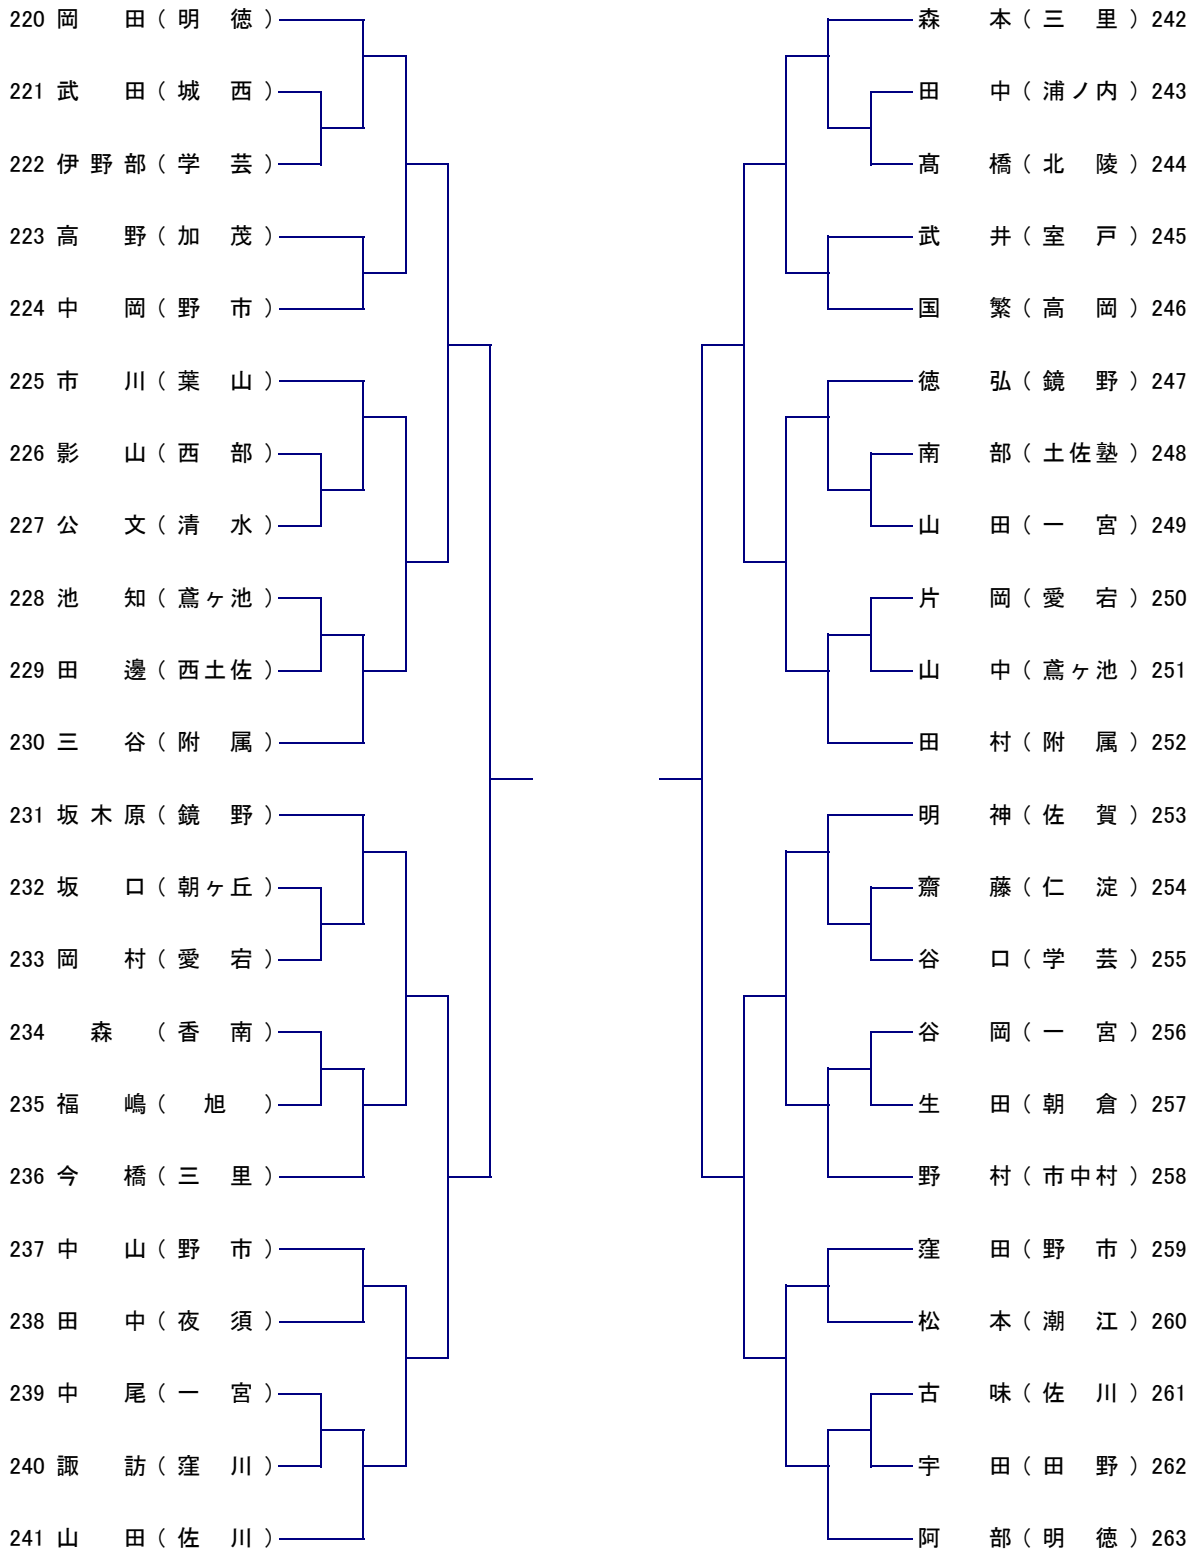 220 岡田（明徳）
221 武田（城西）
222 伊野部（学芸）
223 高野（加茂）
224 中岡（野市）
225 市川（葉山）
226 影山（西部）
227 公文（清水）
228 池知（鳶ヶ池）
229 田邊（西土佐）
230 三谷（附属）
231 坂木原（鏡野）
232 坂口（朝ヶ丘）
233 岡村（愛宕）
234 森（香南）
235 福嶋（旭）
236 今橋（三里）
237 中山（野市）
238 田中（夜須）
239 中尾（一宮）
240 諏訪（窪川）
241 山田（佐川）
森本（三里）242
田中（浦ノ内）243
髙橋（北陵）244
武井（室戸）245
国繁（高岡）246
徳弘（鏡野）247
南部（土佐塾）248
山田（一宮）249
片岡（愛宕）250
山中（鳶ヶ池）251
田村（附属）252
明神（佐賀）253
齋藤（仁淀）254
谷口（学芸）255
谷岡（一宮）256
生田（朝倉）257
野村（市中村）258
窪田（野市）259
松本（潮江）260
古味（佐川）261
宇田（田野）262
阿部（明徳）263